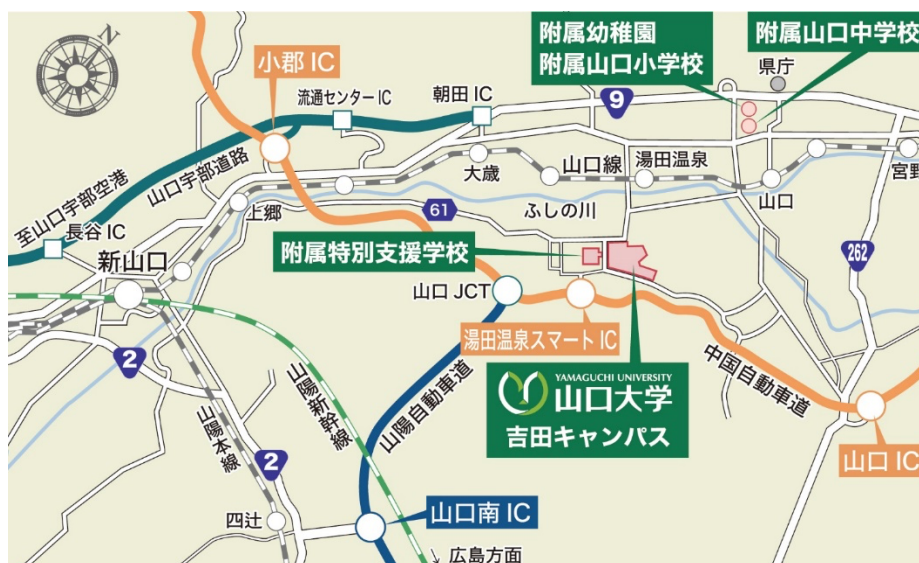 N
附属幼稚園
附属山口小学校
附属山口中学校
県庁
小郡 IC
流通センター IC
朝田 IC
9
至山口宇部空港
山口宇部道路
大歳
山口線
湯田温泉
山口
宮野
上郷
61
ふしの川
長谷 IC
新山口
附属特別支援学校
262
山口 JCT
湯田温泉スマート IC
2
山陽本線
山陽新幹線
山陽自動車道
YAMAGUCHI UNIVERSITY
山口大学
吉田キャンパス
中国自動車道
山口 IC
2
四辻
山口南 IC
広島方面